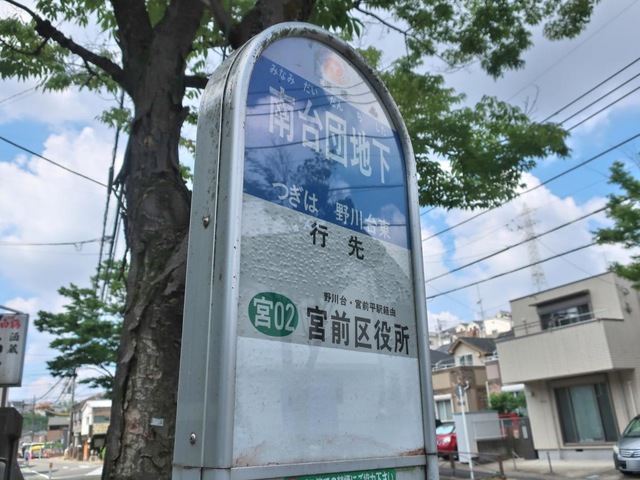 みなみ だい だん ち した
南台団地下
つぎは 野川台東
行先
野川台・宮前平駅経由
宮02 宮前区役所
酒蔵